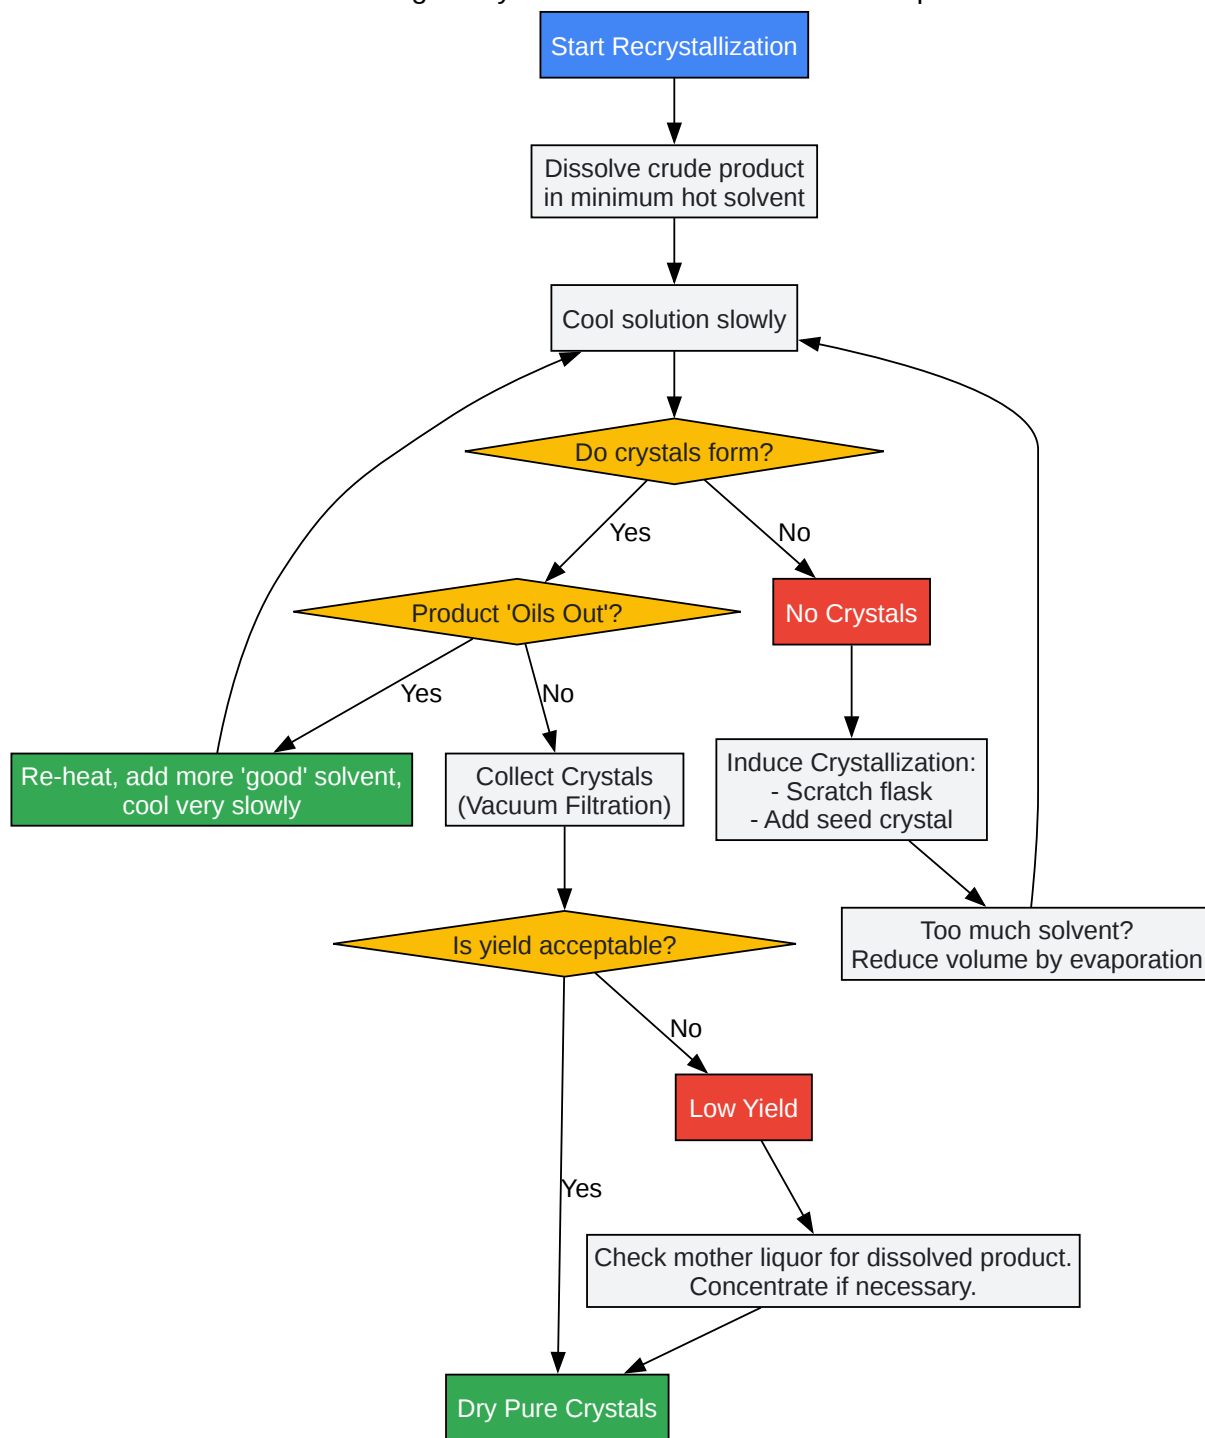 Start Recrystallization
Dissolve crude product
in minimum hot solvent
Cool solution slowly
Do crystals form?
Yes
No
Product 'Oils Out'?
No Crystals
Yes
No
Re-heat, add more 'good' solvent,
cool very slowly
Collect Crystals
(Vacuum Filtration)
Induce Crystallization:
- Scratch flask
- Add seed crystal
Is yield acceptable?
Too much solvent?
Reduce volume by evaporation
No
Low Yield
Yes
Check mother liquor for dissolved product.
Concentrate if necessary.
Dry Pure Crystals